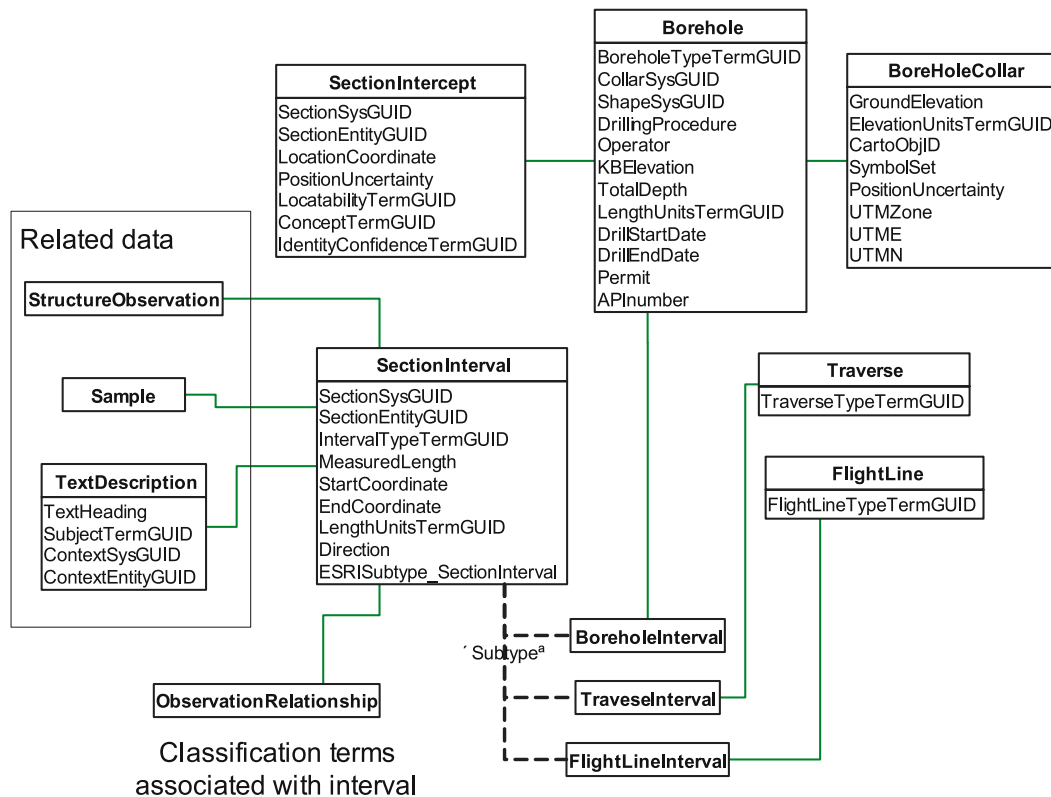 Borehole
BoreholeTypeTermGUID
CollarSysGUID
ShapeSysGUID
DrillingProcedure
Operator
KBElevation
TotalDepth
LengthUnitsTermGUID
DrillStartDate
DrillEndDate
Permit
APInumber
SectionIntercept
SectionSysGUID
SectionEntityGUID
LocationCoordinate
PositionUncertainty
LocatabilityTermGUID
ConceptTermGUID
IdentityConfidenceTermGUID
BoreHoleCollar
GroundElevation
ElevationUnitsTermGUID
CartoObjID
SymbolSet
PositionUncertainty
UTMZone
UTME
UTMN
Related data
StructureObservation
Sample
TextDescription
TextHeading
SubjectTermGUID
ContextSysGUID
ContextEntityGUID
SectionInterval
SectionSysGUID
SectionEntityGUID
IntervalTypeTermGUID
MeasuredLength
StartCoordinate
EndCoordinate
LengthUnitsTermGUID
Direction
ESRISubtype_SectionInterval
Traverse
TraverseTypeTermGUID
FlightLine
FlightLineTypeTermGUID
BoreholeInterval
´ Subtypeª
TraveseInterval
FlightLineInterval
ObservationRelationship
Classification terms
associated with interval